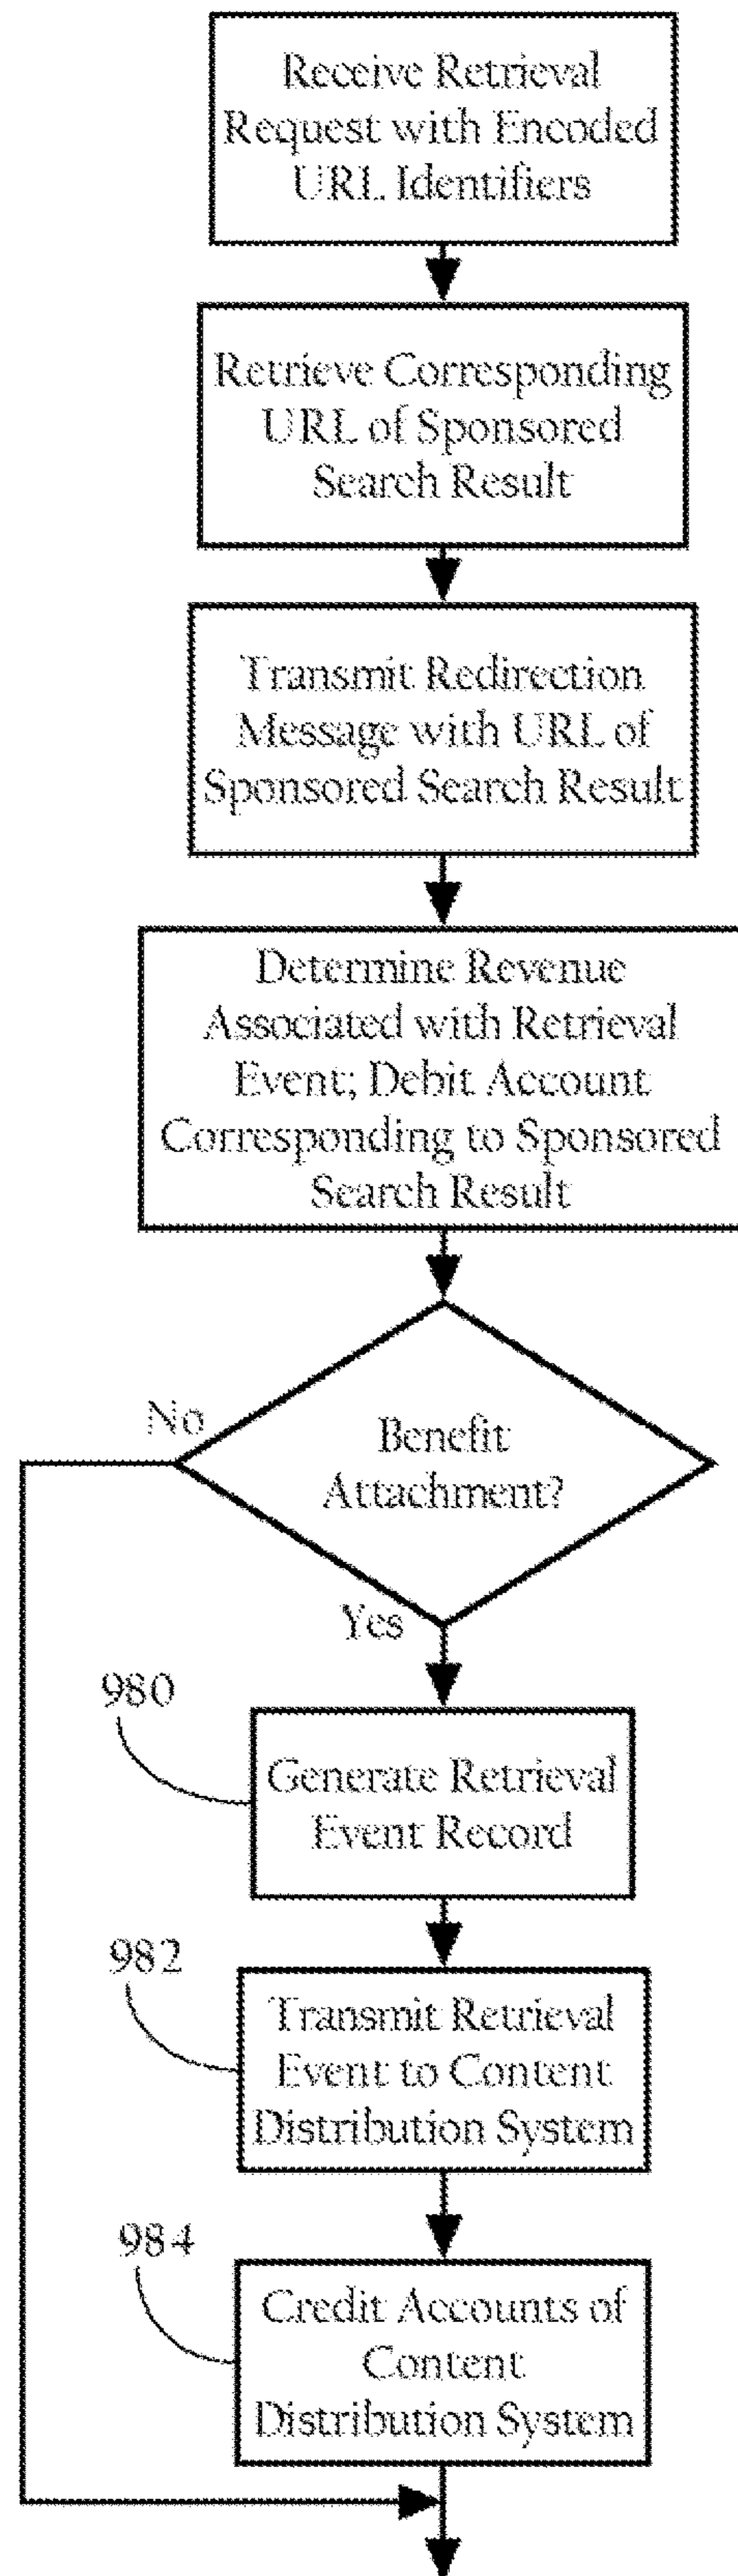 Receive Retrieval
Request with Encoded
URL Identifiers
Retrieve Corresponding
URL of Sponsored
Search Result
Transmit Redirection
Message with URL of
Sponsored Search Result
Determine Revenue
Associated with Retrieval
Event; Debit Account
Corresponding to Sponsored
Search Result
No
Benefit
Attachment?
Yes
980
Generate Retrieval
Event Record
982
Transmit Retrieval
Event to Content
Distribution System
984
Credit Accounts of
Content
Distribution System